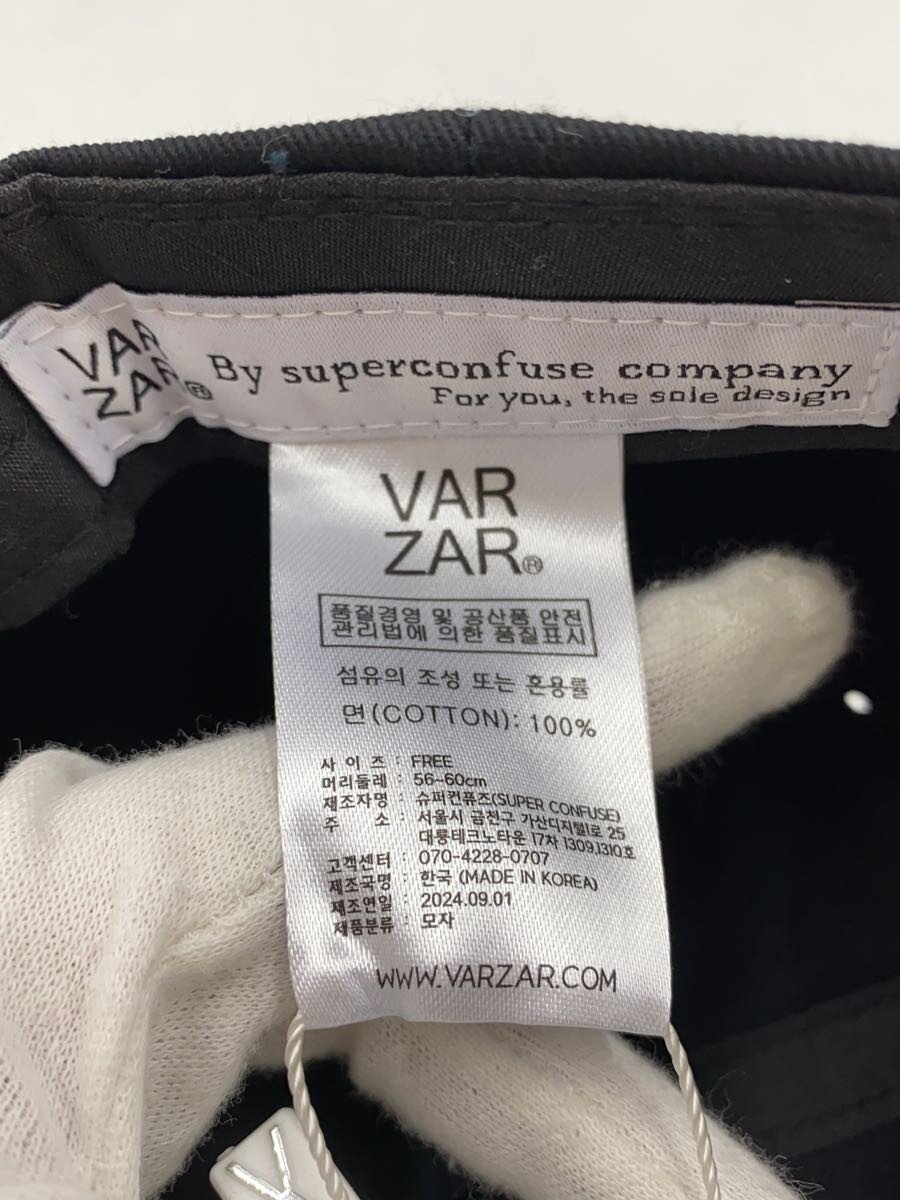 VAR
ZAR®
By superconfuse company
For you, the sole design
VAR
ZAR®
품질경영 및 공산품 안전
관리법에 의한 품질표시
섬유의 조성 또는 혼용률
면(COTTON): 100%
사 이 즈 : FREE
머리둘레 : 56~60cm
제조자명 : 슈퍼컨퓨즈(SUPER CONFUSE)
주 소 : 서울시 금천구 가산디지털1로 25
대륭테크노타운 17차 1309,1310호
고객센터 : 070-4228-0707
제조국명 : 한국 (MADE IN KOREA)
제조연일 : 2024.09.01
제품분류 : 모자
WWW.VARZAR.COM